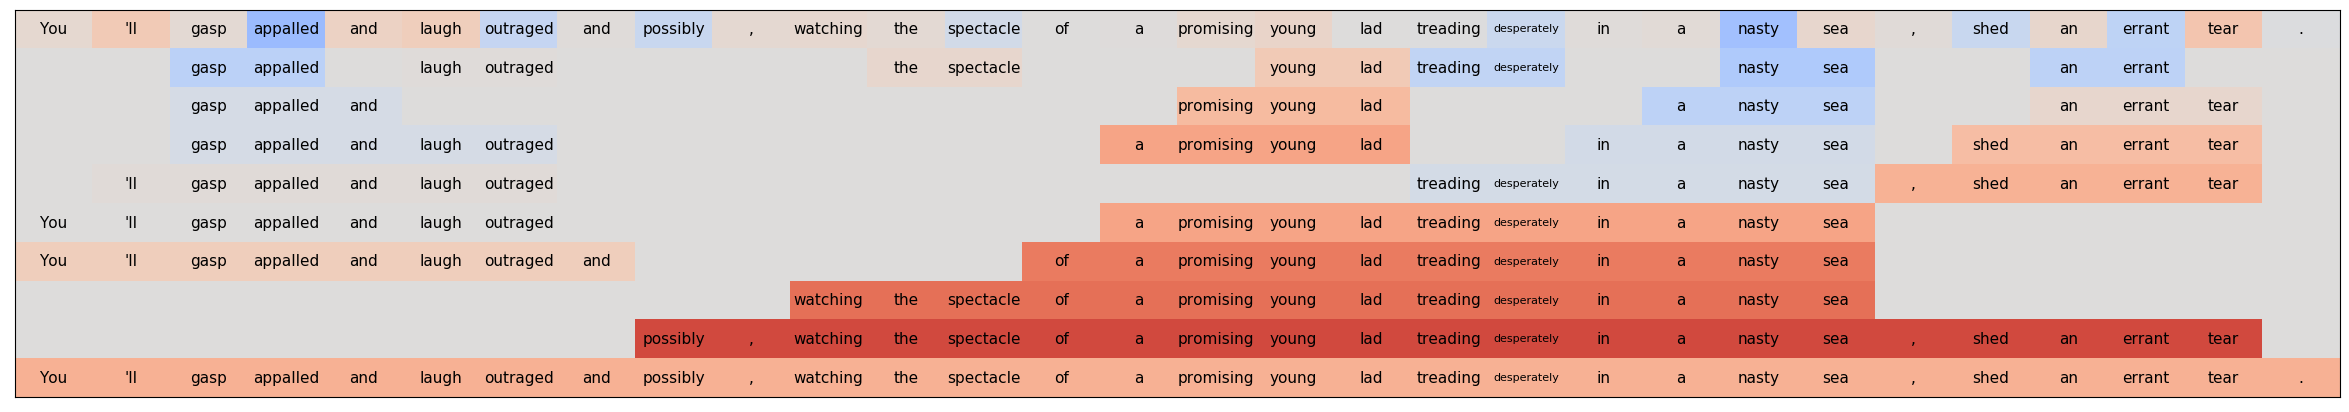 You 'll gasp appalled and laugh outraged and possibly , watching the spectacle of a promising young lad treading desperately in a nasty sea , shed an errant tear .
gasp appalled laugh outraged the spectacle young lad treading desperately nasty sea an errant
gasp appalled and promising young lad a nasty sea an errant tear
gasp appalled and laugh outraged a promising young lad in a nasty sea shed an errant tear
'll gasp appalled and laugh outraged treading desperately in a nasty sea , shed an errant tear
You 'll gasp appalled and laugh outraged a promising young lad treading desperately in a nasty sea
You 'll gasp appalled and laugh outraged and of a promising young lad treading desperately in a nasty sea
watching the spectacle of a promising young lad treading desperately in a nasty sea
possibly , watching the spectacle of a promising young lad treading desperately in a nasty sea , shed an errant tear
You 'll gasp appalled and laugh outraged and possibly , watching the spectacle of a promising young lad treading desperately in a nasty sea , shed an errant tear .